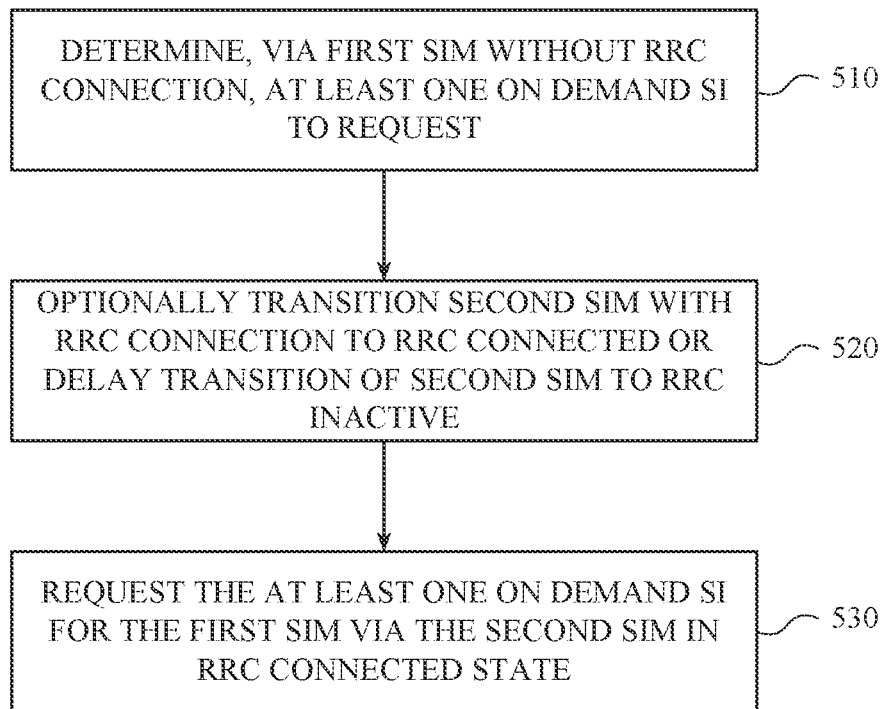 DETERMINE, VIA FIRST SIM WITHOUT RRC
CONNECTION, AT LEAST ONE ON DEMAND SI
TO REQUEST
510
OPTIONALLY TRANSITION SECOND SIM WITH
RRC CONNECTION TO RRC CONNECTED OR
DELAY TRANSITION OF SECOND SIM TO RRC
INACTIVE
520
REQUEST THE AT LEAST ONE ON DEMAND SI
FOR THE FIRST SIM VIA THE SECOND SIM IN
RRC CONNECTED STATE
530